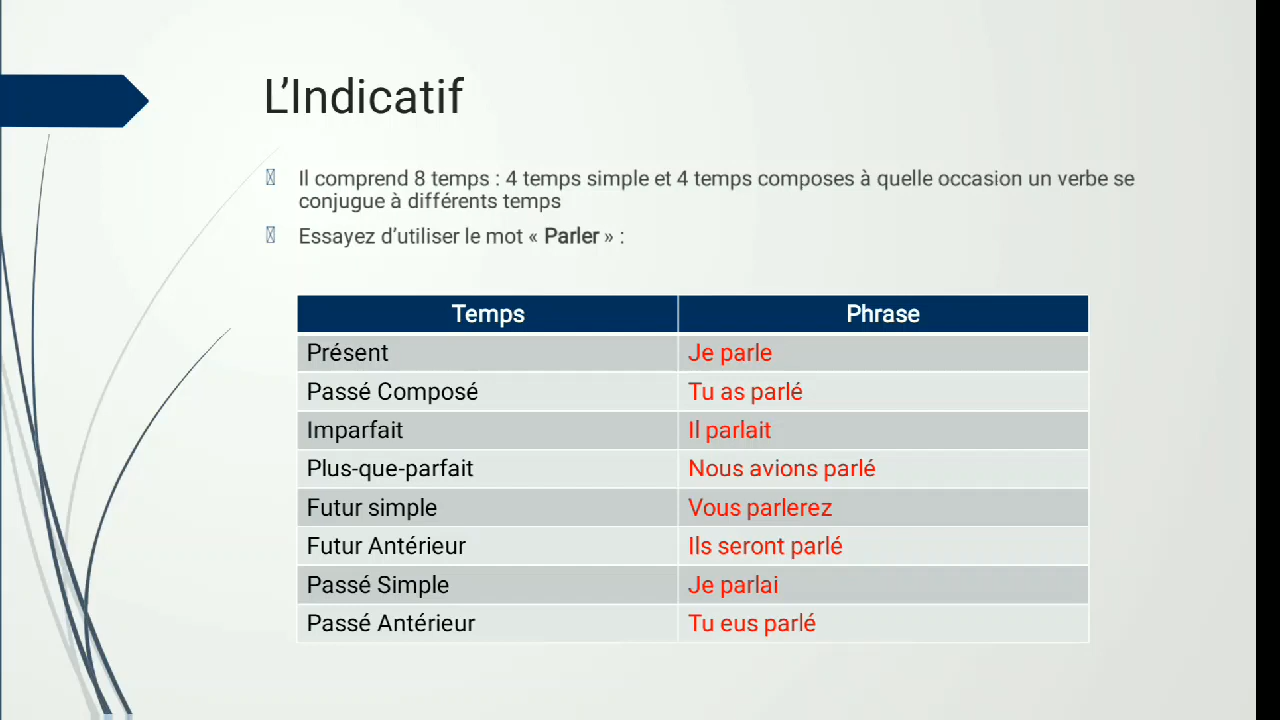 L’Indicatif
Il comprend 8 temps : 4 temps simple et 4 temps composes à quelle occasion un verbe se
conjugue à différents temps
Essayez d’utiliser le mot « Parler » :
Temps Phrase
Présent Je parle
Passé Composé Tu as parlé
Imparfait Il parlait
Plus-que-parfait Nous avions parlé
Futur simple Vous parlerez
Futur Antérieur Ils seront parlé
Passé Simple Je parlai
Passé Antérieur Tu eus parlé